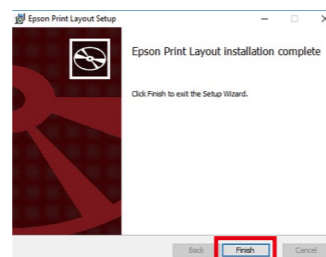 Epson Print Layout Setup
Epson Print Layout installation complete
Click Finish to exit the Setup Wizard.
Back
Finish
Cancel